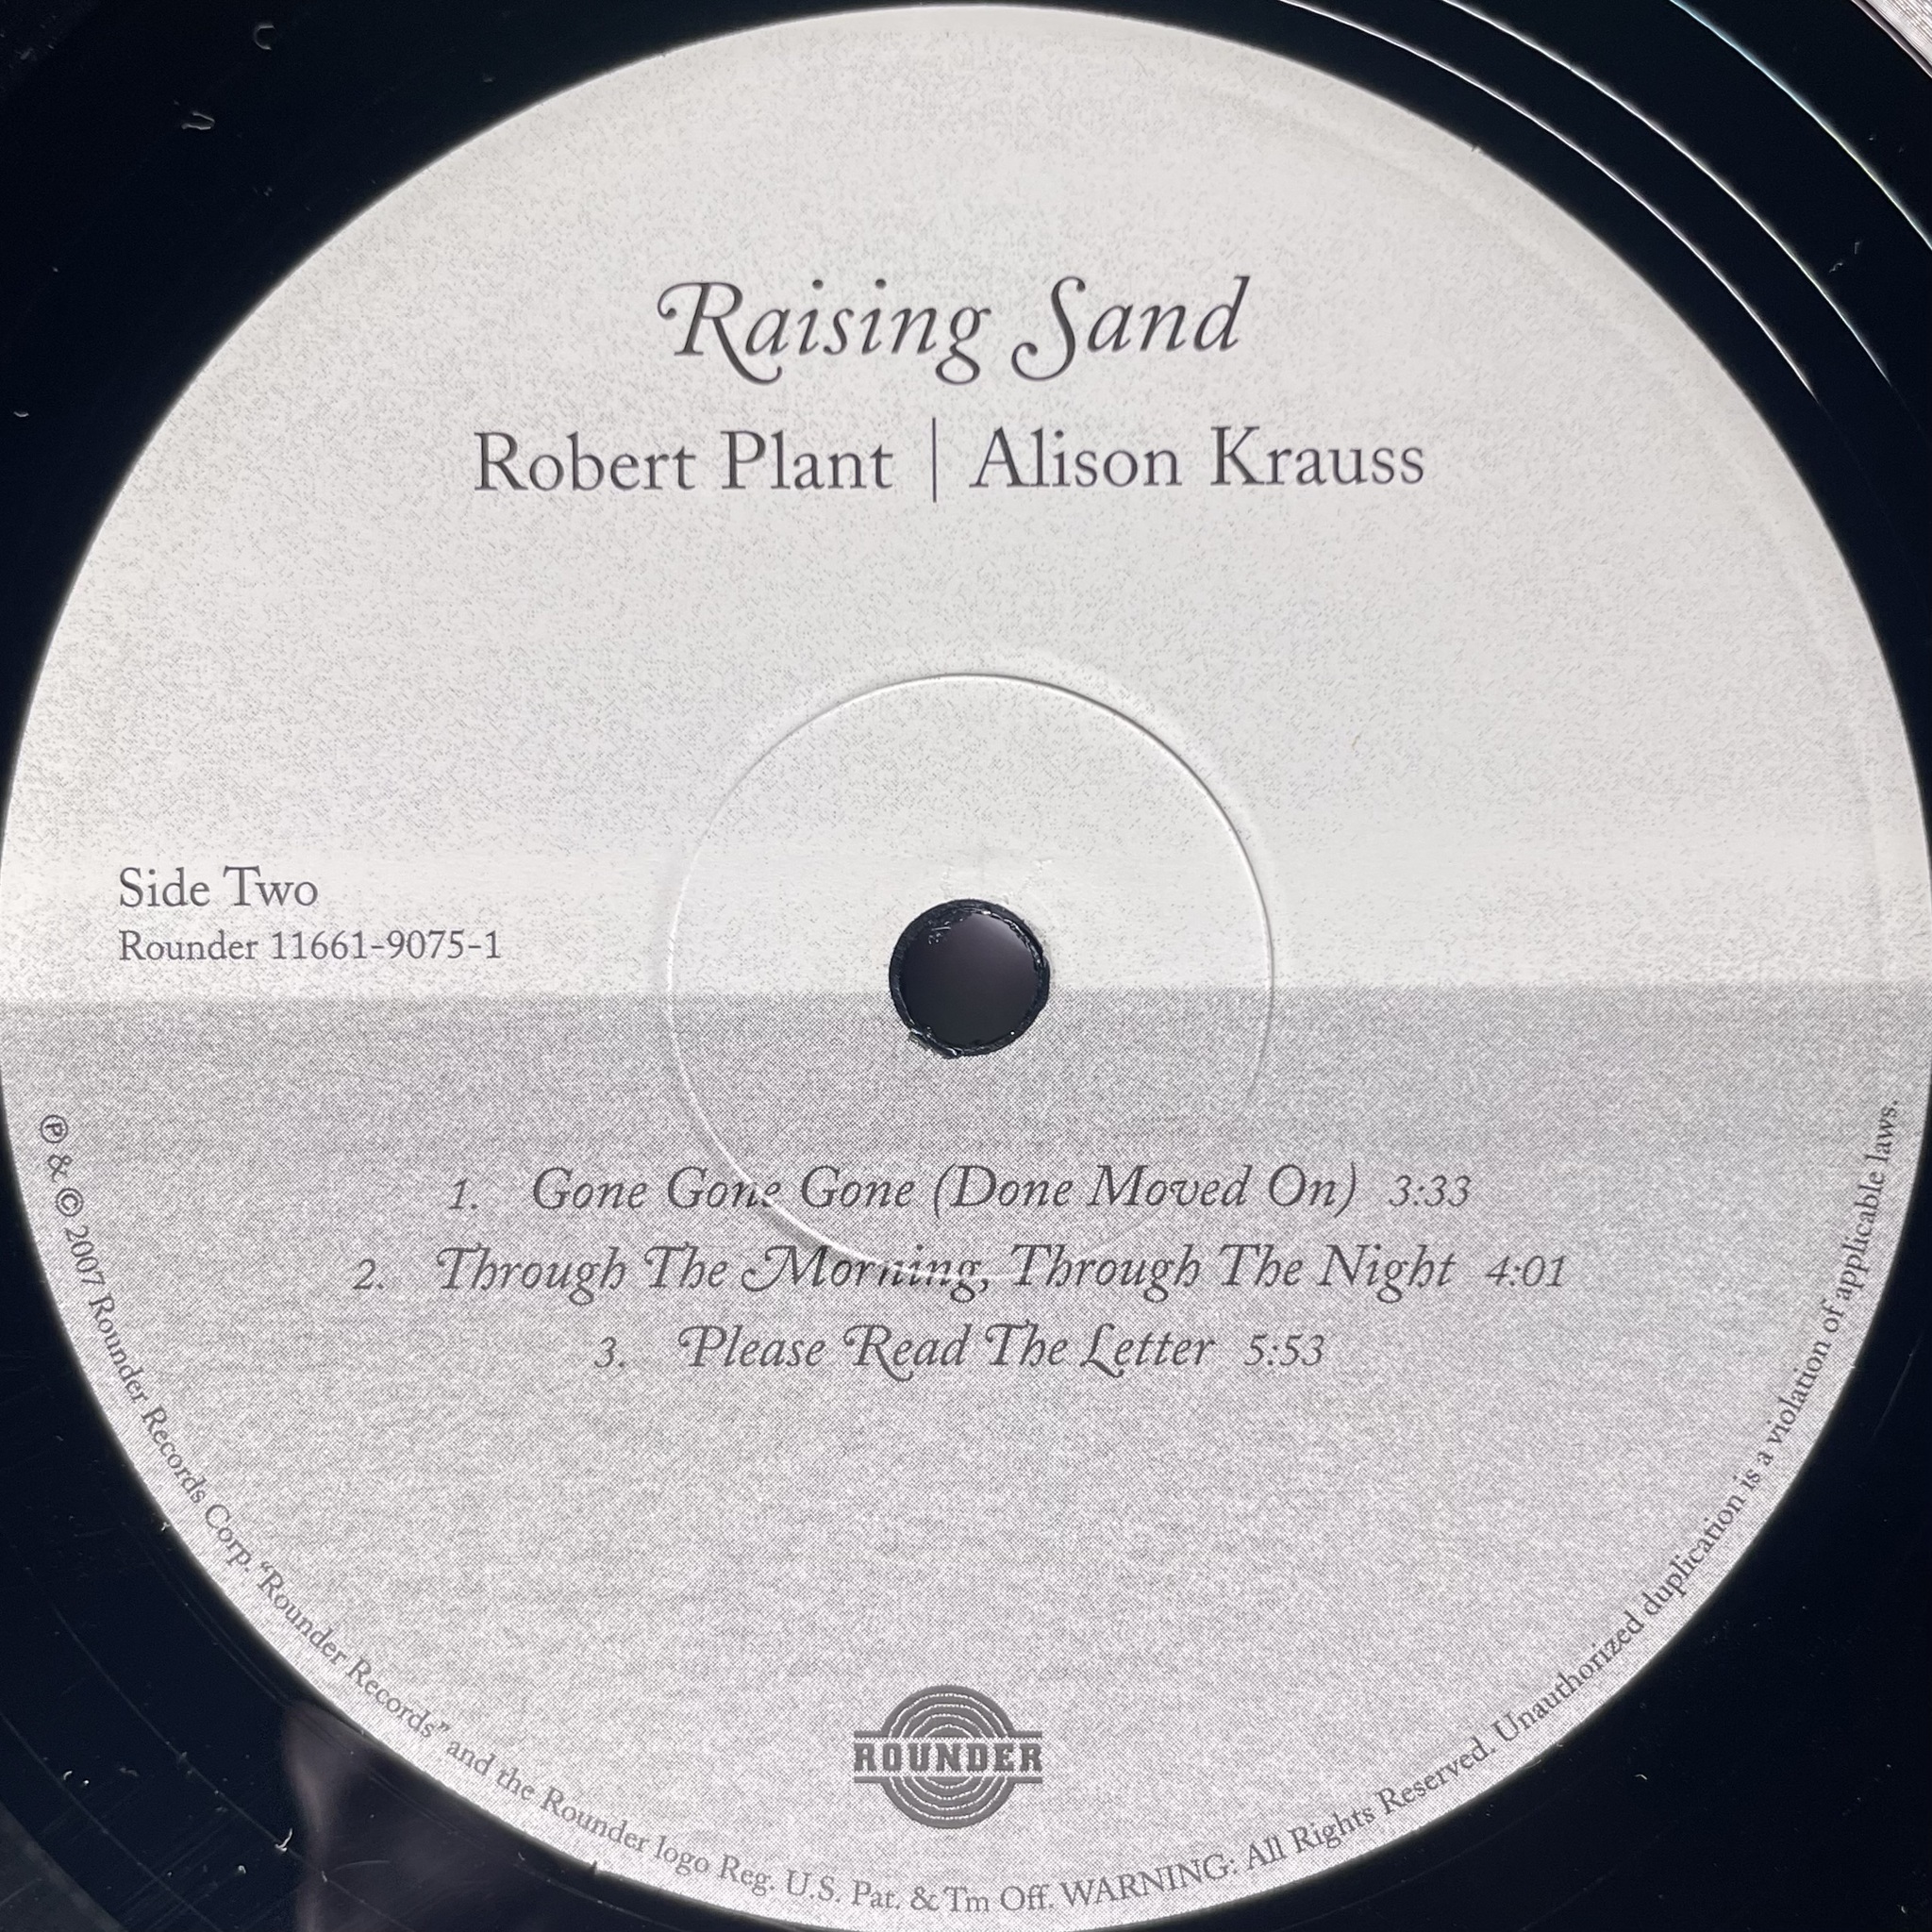 Raising Sand
Robert Plant | Alison Krauss
Side Two
Rounder 11661-9075-1
1. Gone Gone Gone (Done Moved On) 3:33
2. Through The Morning, Through The Night 4:01
3. Please Read The Letter 5:53
ROUNDER
℗ & © 2007 Rounder Records Corp. “Rounder Records” and the Rounder logo Reg. U.S. Pat. & Tm Off. WARNING: All Rights Reserved. Unauthorized duplication is a violation of applicable laws.